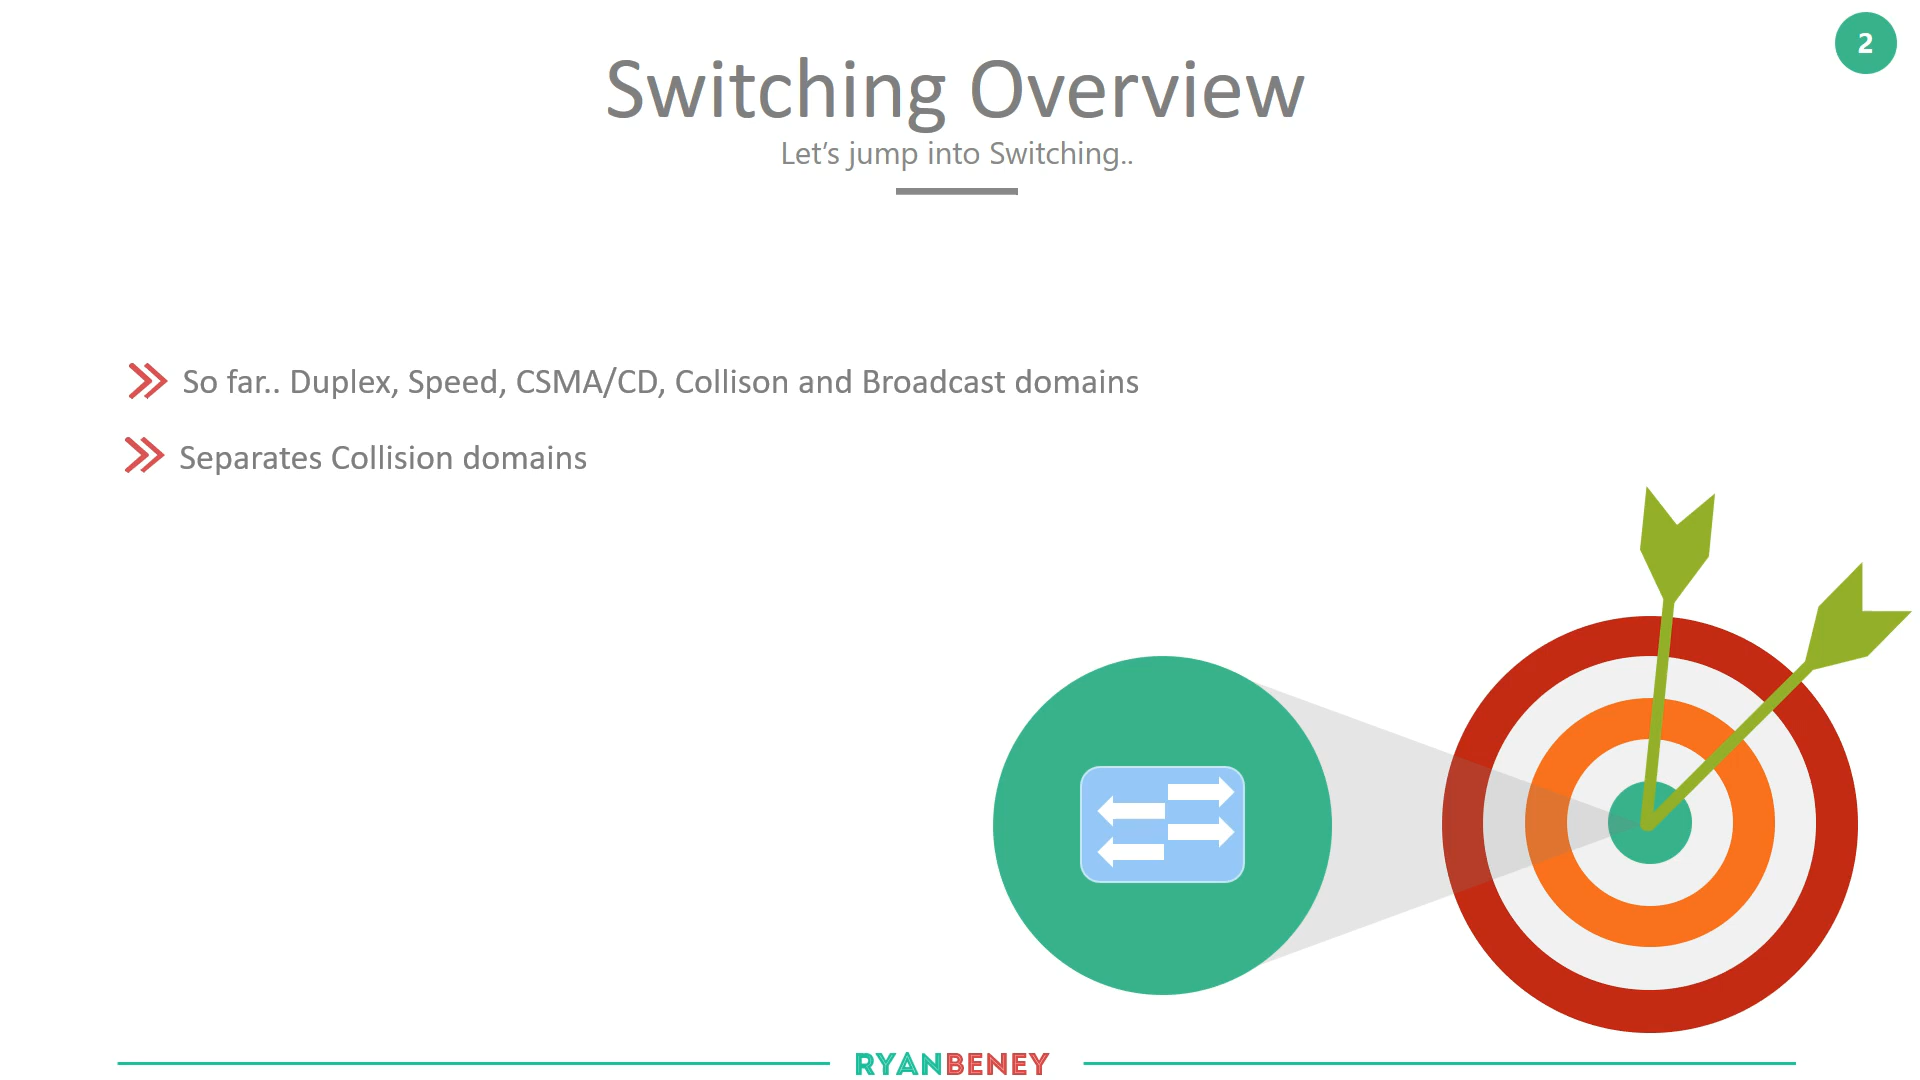 2
Switching Overview
Let's jump into Switching..
So far.. Duplex, Speed, CSMA/CD, Collison and Broadcast domains
Separates Collision domains
RYANBENEY